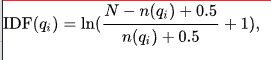 IDF(q_i) = ln(\frac{N - n(q_i) + 0.5}{n(q_i) + 0.5} + 1),